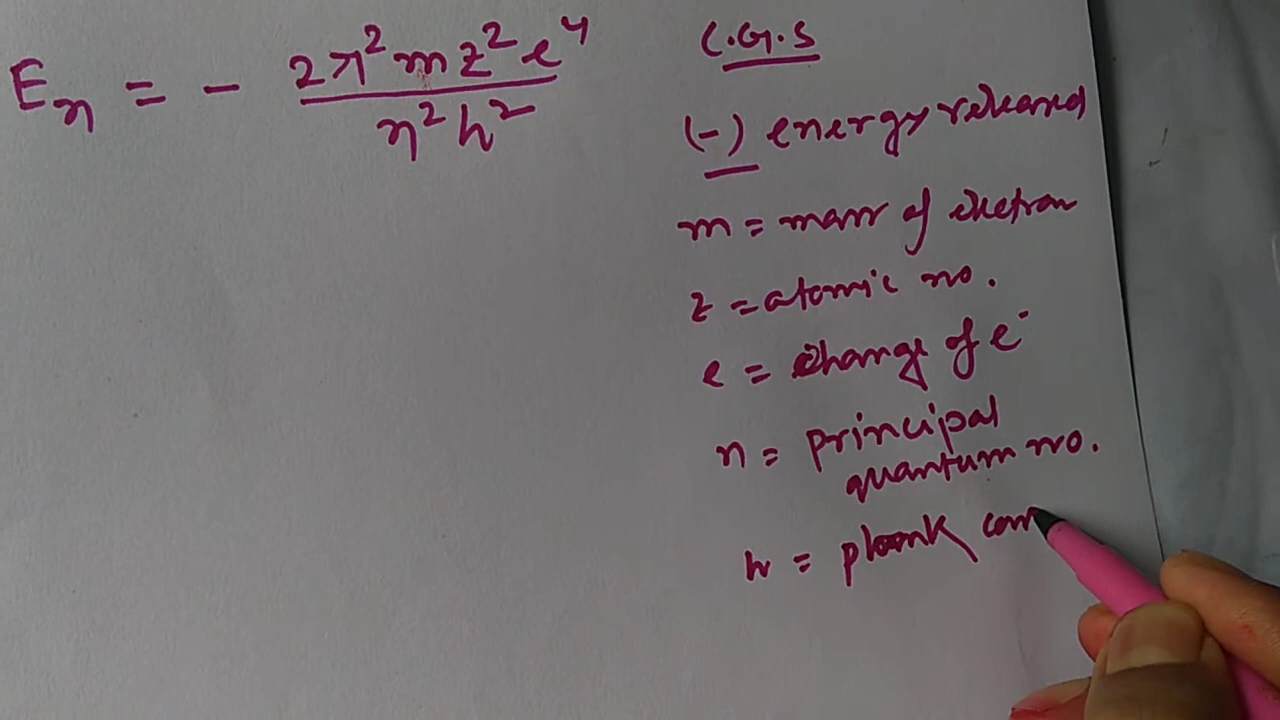 Eₙ = - 2π²mz²e⁴ / n²h²
C.G.S
(-) energy released
m = mass of electron
z = atomic no.
e = charge of e⁻
n = principal
quantum no.
h = plank con